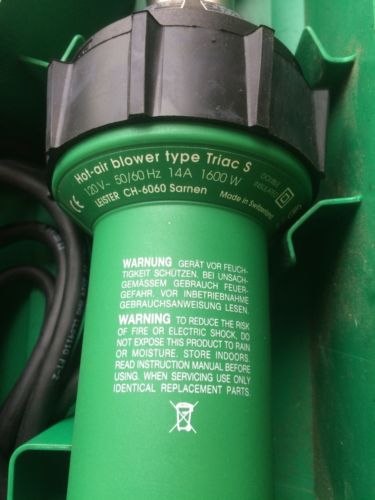 Hot-air blower type Triac S
120 V~ 50/60 Hz 14A 1600 W
LEISTER CH-6060 Sarnen Made in Switzerland
CE
DOUBLE
INSULATED
WARNUNG GERÄT VOR FEUCH-
TIGKEIT SCHÜTZEN. BEI UNSACH-
GEMÄSSEM GEBRAUCH FEUER-
GEFAHR. VOR INBETRIEBNAHME
GEBRAUCHSANWEISUNG LESEN.
WARNING TO REDUCE THE RISK
OF FIRE OR ELECTRIC SHOCK, DO
NOT EXPOSE THIS PRODUCT TO RAIN
OR MOISTURE. STORE INDOORS.
READ INSTRUCTION MANUAL BEFORE
USING. WHEN SERVICING USE ONLY
IDENTICAL REPLACEMENT PARTS.